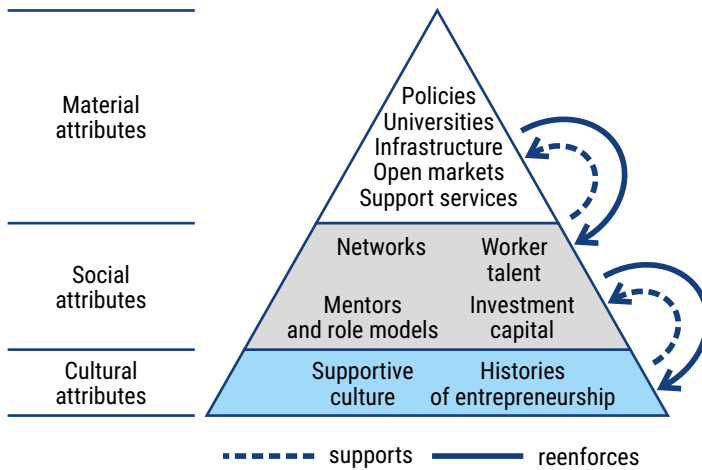 Material
attributes
Policies
Universities
Infrastructure
Open markets
Support services
Social
attributes
Networks
Worker
talent
Mentors
and role models
Investment
capital
Cultural
attributes
Supportive
culture
Histories
of entrepreneurship
supports
reenforces